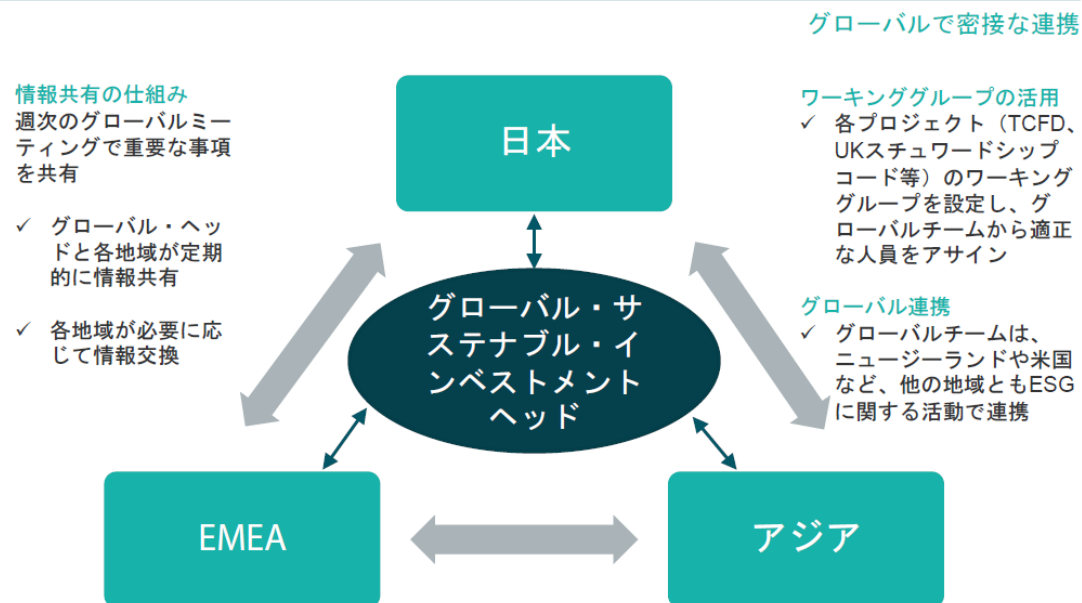 グローバルで密接な連携
情報共有の仕組み
週次のグローバルミー
ティングで重要な事項
を共有
✓ グローバル・ヘッ
ドと各地域が定期
的に情報共有
✓ 各地域が必要に応
じて情報交換
日本
グローバル・サ
ステナブル・イ
ンベストメント
ヘッド
EMEA
アジア
ワーキンググループの活用
✓ 各プロジェクト（TCFD、
UKスチュワードシップ
コード等）のワーキング
グループを設定し、グ
ローバルチームから適正
な人員をアサイン
グローバル連携
✓ グローバルチームは、
ニュージーランドや米国
など、他の地域ともESG
に関する活動で連携